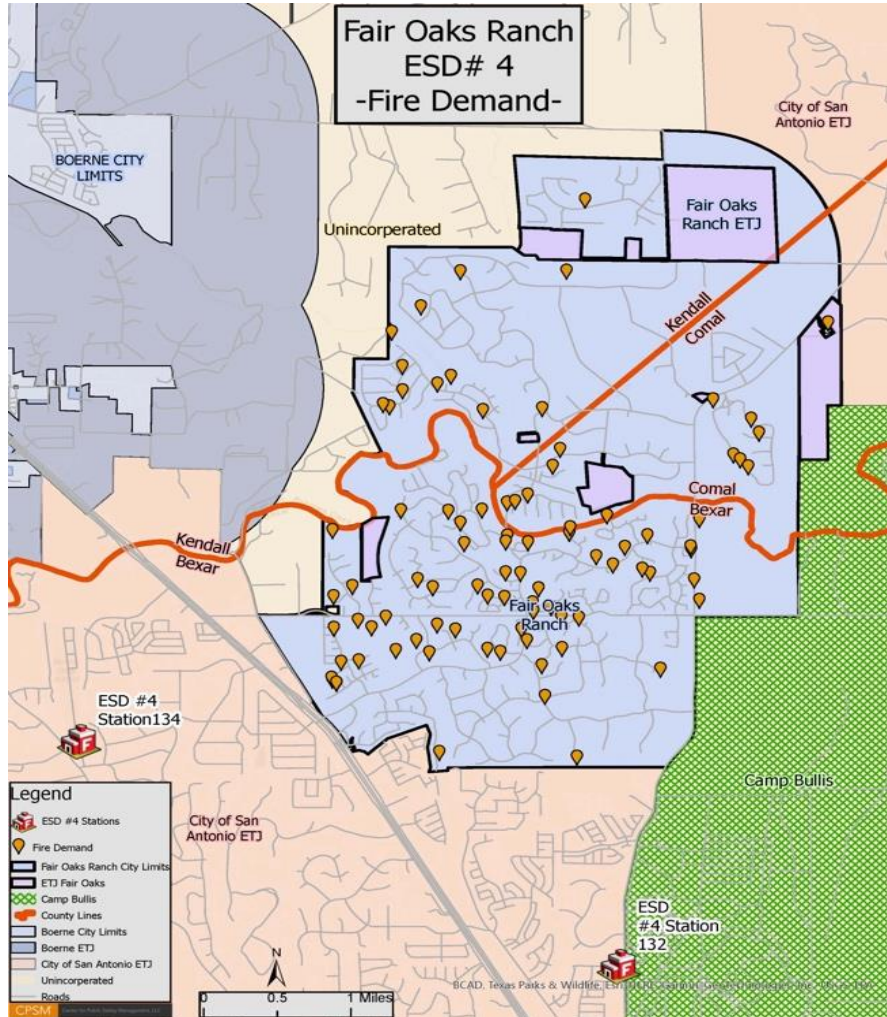 Fair Oaks Ranch
ESD# 4
-Fire Demand-
City of San
Antonio ETJ
BOERNE CITY
LIMITS
Unincorperated
Fair Oaks
Ranch ETJ
Kendall
Comal
Comal
Bexar
Kendall
Bexar
Fair Oaks
Ranch
ESD #4
Station134
Camp Bullis
City of San
Antonio ETJ
ESD
#4 Station
132
Legend
ESD #4 Stations
Fire Demand
Fair Oaks Ranch City Limits
ETJ Fair Oaks
Camp Bullis
County Lines
Boerne City Limits
Boerne ETJ
City of San Antonio ETJ
Unincorperated
Roads
N
0 0.5 1 Miles
BCAD, Texas Parks & Wildlife,
CPSM